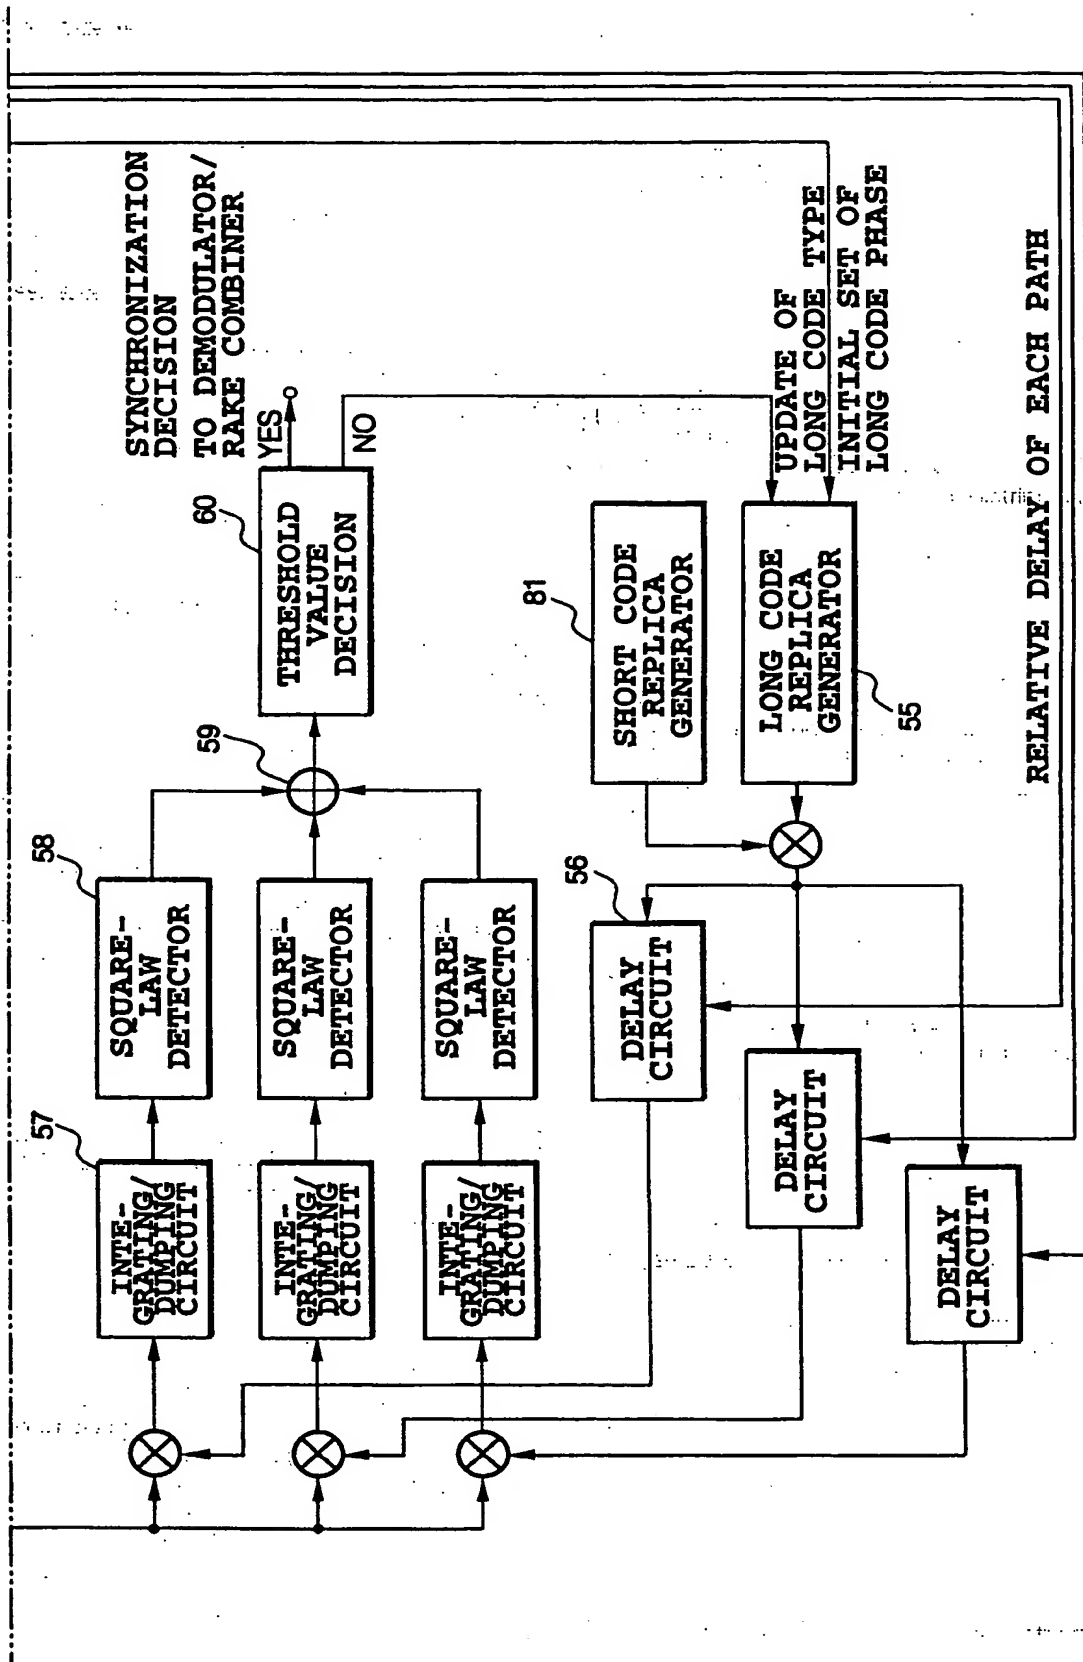 SYNCHRONIZATION
DECISION
TO DEMODULATOR/
RAKE COMBINER
YES
NO
60
THRESHOLD
VALUE
DECISION
59
58
SQUARE-
LAW
DETECTOR
SQUARE-
LAW
DETECTOR
SQUARE-
LAW
DETECTOR
57
INTE-
GRATING/
DUMPING
CIRCUIT
INTE-
GRATING/
DUMPING
CIRCUIT
INTE-
GRATING/
DUMPING
CIRCUIT
81
SHORT CODE
REPLICA
GENERATOR
LONG CODE
REPLICA
GENERATOR
55
UPDATE OF
LONG CODE TYPE
INITIAL SET OF
LONG CODE PHASE
56
DELAY
CIRCUIT
DELAY
CIRCUIT
DELAY
CIRCUIT
RELATIVE DELAY OF EACH PATH